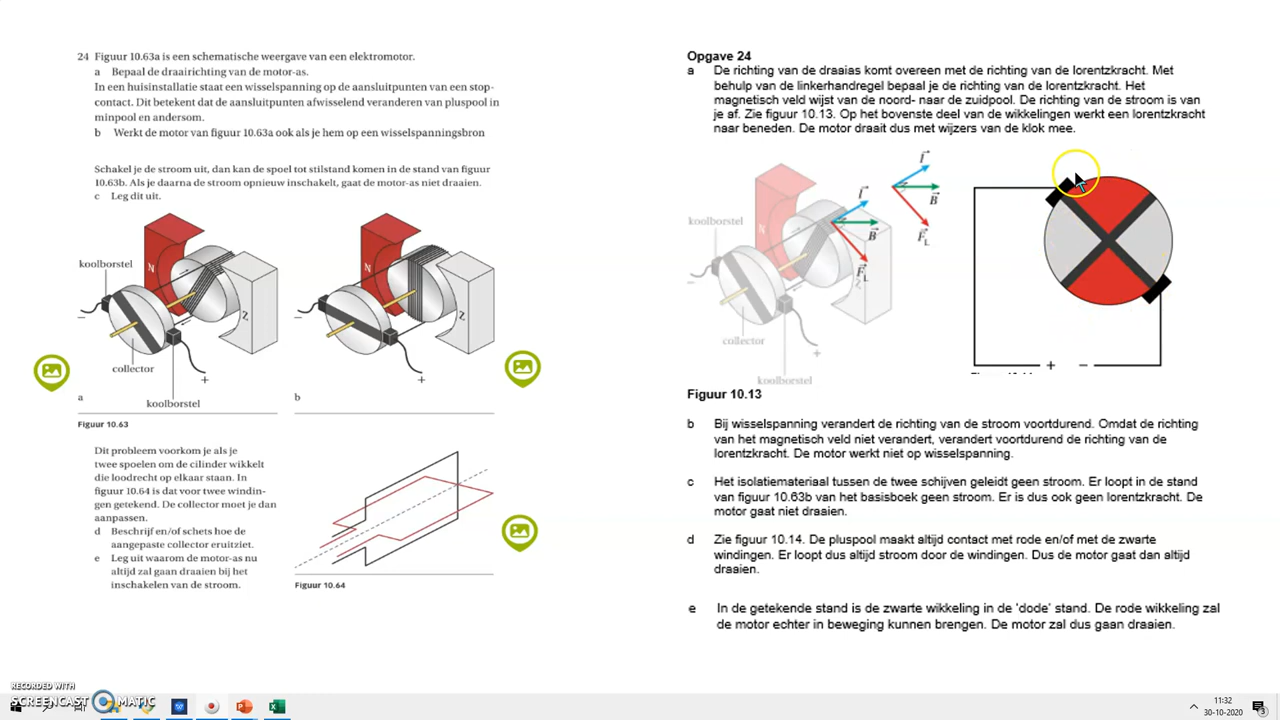 24 Figuur 10.63a is een schematische weergave van een elektromotor.
a Bepaal de draairichting van de motor-as.
In een huisinstallatie staat een wisselspanning op de aansluitpunten van een stop-
contact. Dit betekent dat de aansluitpunten afwisselend veranderen van pluspool in
minpool en andersom.
b Werkt de motor van figuur 10.63a ook als je hem op een wisselspanningsbron
Schakel je de stroom uit, dan kan de spoel tot stilstand komen in de stand van figuur
10.63b. Als je daarna de stroom opnieuw inschakelt, gaat de motor-as niet draaien.
c Leg dit uit.
koolborstel
N
Z
N
Z
−
−
collector
+
+
a
koolborstel
b
Figuur 10.63
Dit probleem voorkom je als je
twee spoelen om de cilinder wikkelt
die loodrecht op elkaar staan. In
figuur 10.64 is dat voor twee windin-
gen getekend. De collector moet je dan
aanpassen.
d Beschrijf en/of schets hoe de
aangepaste collector eruitziet.
e Leg uit waarom de motor-as nu
altijd zal gaan draaien bij het
inschakelen van de stroom.
Figuur 10.64
Opgave 24
a De richting van de draaias komt overeen met de richting van de lorentzkracht. Met
behulp van de linkerhandregel bepaal je de richting van de lorentzkracht. Het
magnetisch veld wijst van de noord- naar de zuidpool. De richting van de stroom is van
je af. Zie figuur 10.13. Op het bovenste deel van de wikkelingen werkt een lorentzkracht
naar beneden. De motor draait dus met wijzers van de klok mee.
I
B
F_L
I
B
F_L
koolborstel
N
Z
−
collector
+
koolborstel
+ −
Figuur 10.13
b Bij wisselspanning verandert de richting van de stroom voortdurend. Omdat de richting
van het magnetisch veld niet verandert, verandert voortdurend de richting van de
lorentzkracht. De motor werkt niet op wisselspanning.
c Het isolatiemateriaal tussen de twee schijven geleidt geen stroom. Er loopt in de stand
van figuur 10.63b van het basisboek geen stroom. Er is dus ook geen lorentzkracht. De
motor gaat niet draaien.
d Zie figuur 10.14. De pluspool maakt altijd contact met rode en/of met de zwarte
windingen. Er loopt dus altijd stroom door de windingen. Dus de motor gaat dan altijd
draaien.
e In de getekende stand is de zwarte wikkeling in de 'dode' stand. De rode wikkeling zal
de motor echter in beweging kunnen brengen. De motor zal dus gaan draaien.
RECORDED WITH
SCREENCAST MATIC
11:32
30-10-2020
3